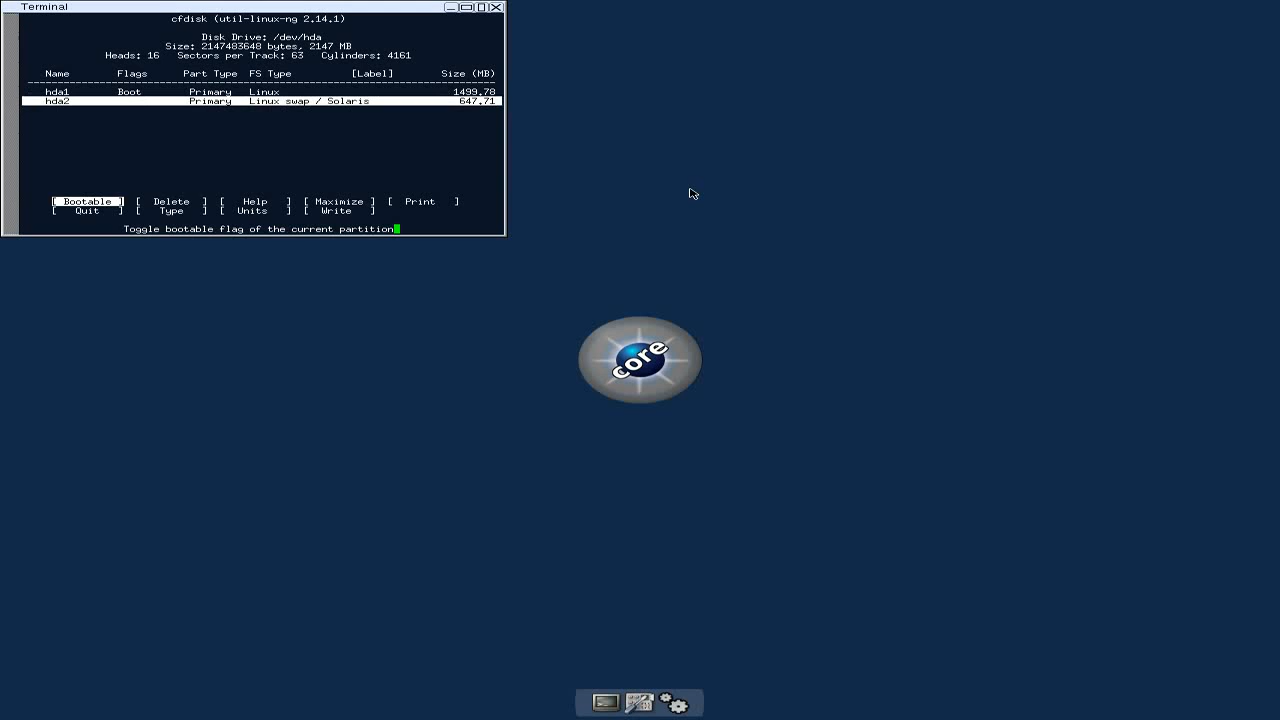 Terminal
cfdisk (util-linux-ng 2.14.1)
Disk Drive: /dev/hda
Size: 2147483648 bytes, 2147 MB
Heads: 16   Sectors per Track: 63   Cylinders: 4161
Name        Flags      Part Type  FS Type          [Label]        Size (MB)
hda1        Boot        Primary   Linux                             1499.78
hda2                    Primary   Linux swap / Solaris               647.71
[ Bootable ]  [  Delete  ]  [   Help   ]  [ Maximize ]  [  Print   ]
[   Quit   ]  [   Type   ]  [  Units   ]  [  Write   ]
Toggle bootable flag of the current partition
core